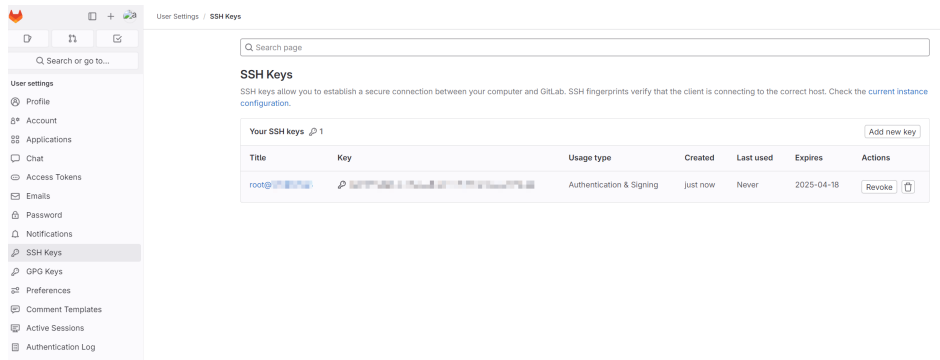 User Settings / SSH Keys
Search or go to...
User settings
Profile
Account
Applications
Chat
Access Tokens
Emails
Password
Notifications
SSH Keys
GPG Keys
Preferences
Comment Templates
Active Sessions
Authentication Log
Search page
SSH Keys
SSH keys allow you to establish a secure connection between your computer and GitLab. SSH fingerprints verify that the client is connecting to the correct host. Check the current instance
configuration.
Your SSH keys 1 Add new key
Title Key Usage type Created Last used Expires Actions
root@ Authentication & Signing just now Never 2025-04-18 Revoke